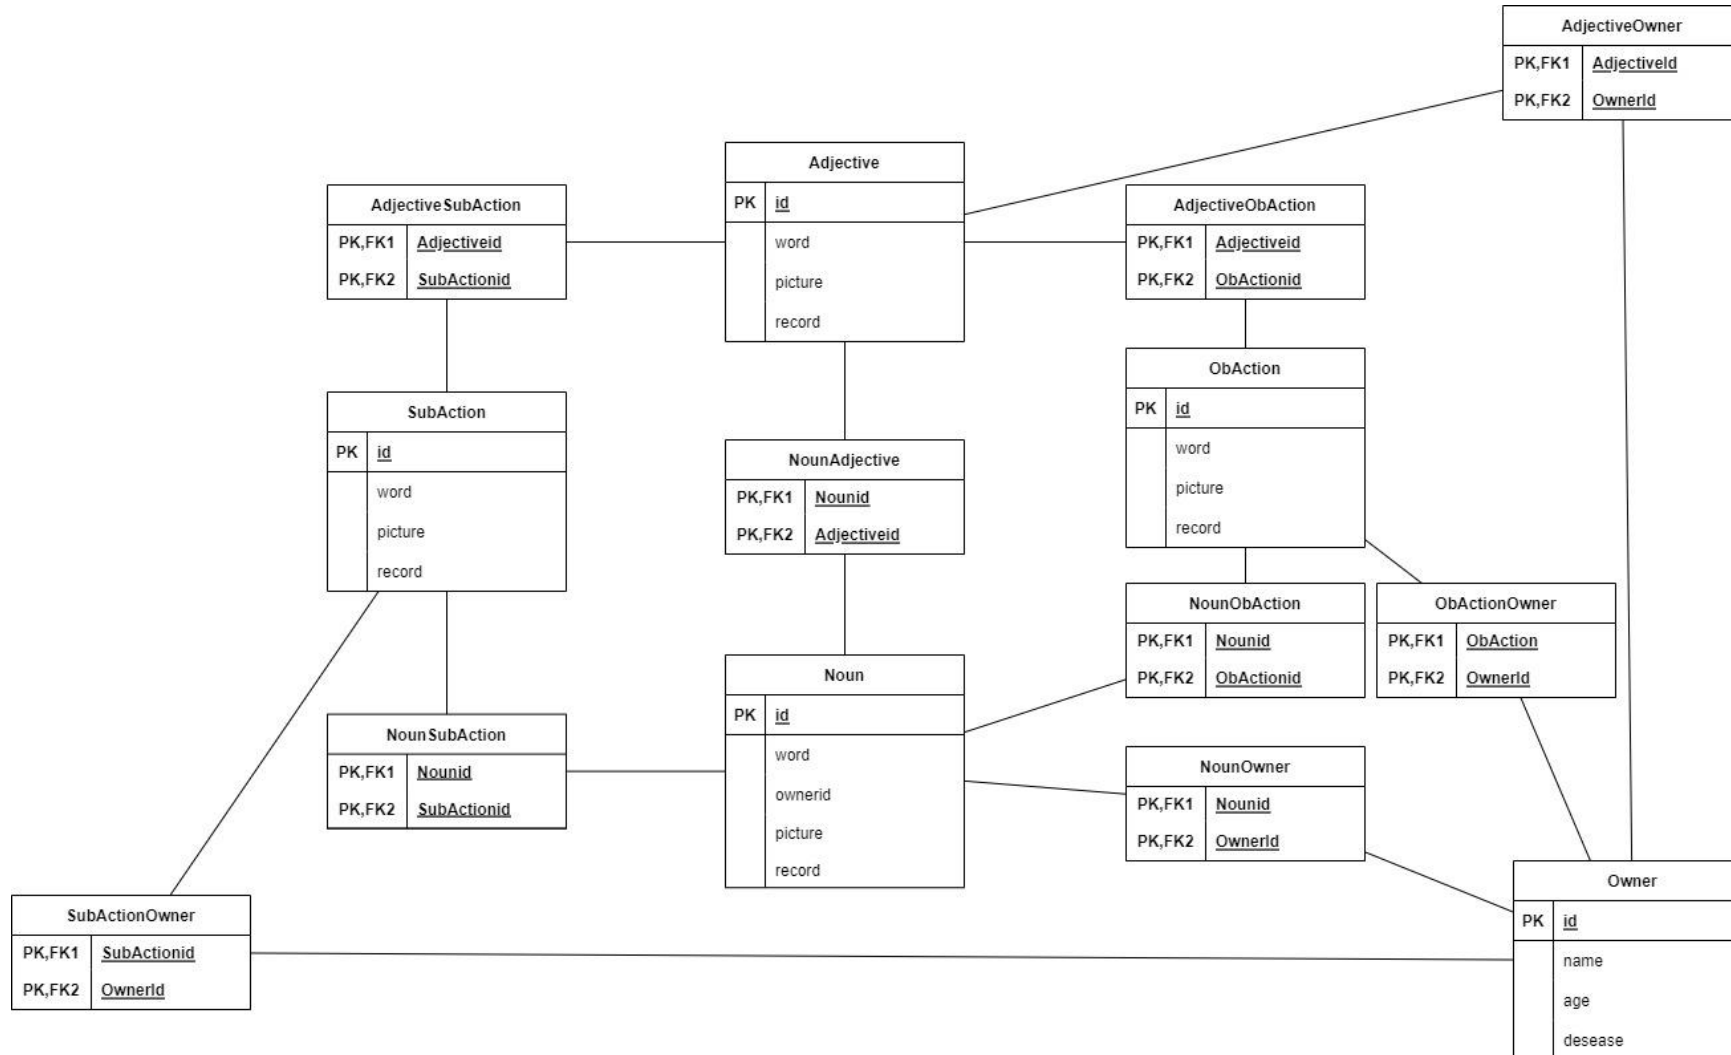 AdjectiveOwner
PK,FK1 AdjectiveId
PK,FK2 OwnerId
Adjective
PK id
word
picture
record
AdjectiveSubAction
PK,FK1 Adjectiveid
PK,FK2 SubActionid
AdjectiveObAction
PK,FK1 Adjectiveid
PK,FK2 ObActionid
SubAction
PK id
word
picture
record
ObAction
PK id
word
picture
record
NounAdjective
PK,FK1 Nounid
PK,FK2 Adjectiveid
NounObAction
PK,FK1 Nounid
PK,FK2 ObActionid
ObActionOwner
PK,FK1 ObAction
PK,FK2 OwnerId
Noun
PK id
word
ownerid
picture
record
NounSubAction
PK,FK1 Nounid
PK,FK2 SubActionid
NounOwner
PK,FK1 Nounid
PK,FK2 OwnerId
SubActionOwner
PK,FK1 SubActionid
PK,FK2 OwnerId
Owner
PK id
name
age
desease